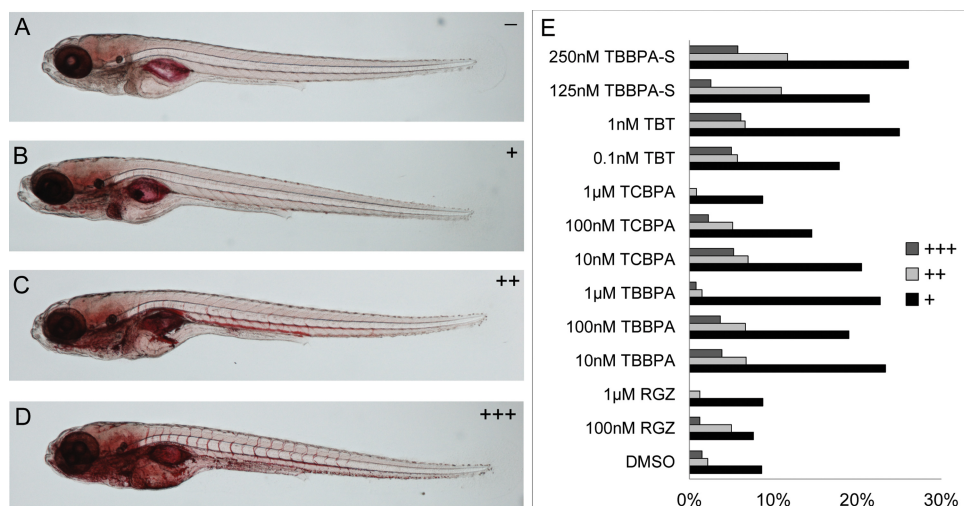 A
–
B
+
C
++
D
+++
E
250nM TBBPA-S
125nM TBBPA-S
1nM TBT
0.1nM TBT
1µM TCBPA
100nM TCBPA
10nM TCBPA
1µM TBBPA
100nM TBBPA
10nM TBBPA
1µM RGZ
100nM RGZ
DMSO
0% 10% 20% 30%
+++
++
+